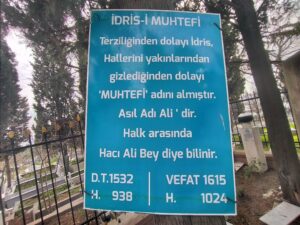 İDRİS-İ MUHTEFİ
Terziliğinden dolayı İdris,
Hallerini yakınlarından
gizlediğinden dolayı
'MUHTEFİ' adını almıştır.
Asıl Adı Ali ' dir.
Halk arasında
Hacı Ali Bey diye bilinir.
D.T.1532 VEFAT 1615
H. 938 H. 1024